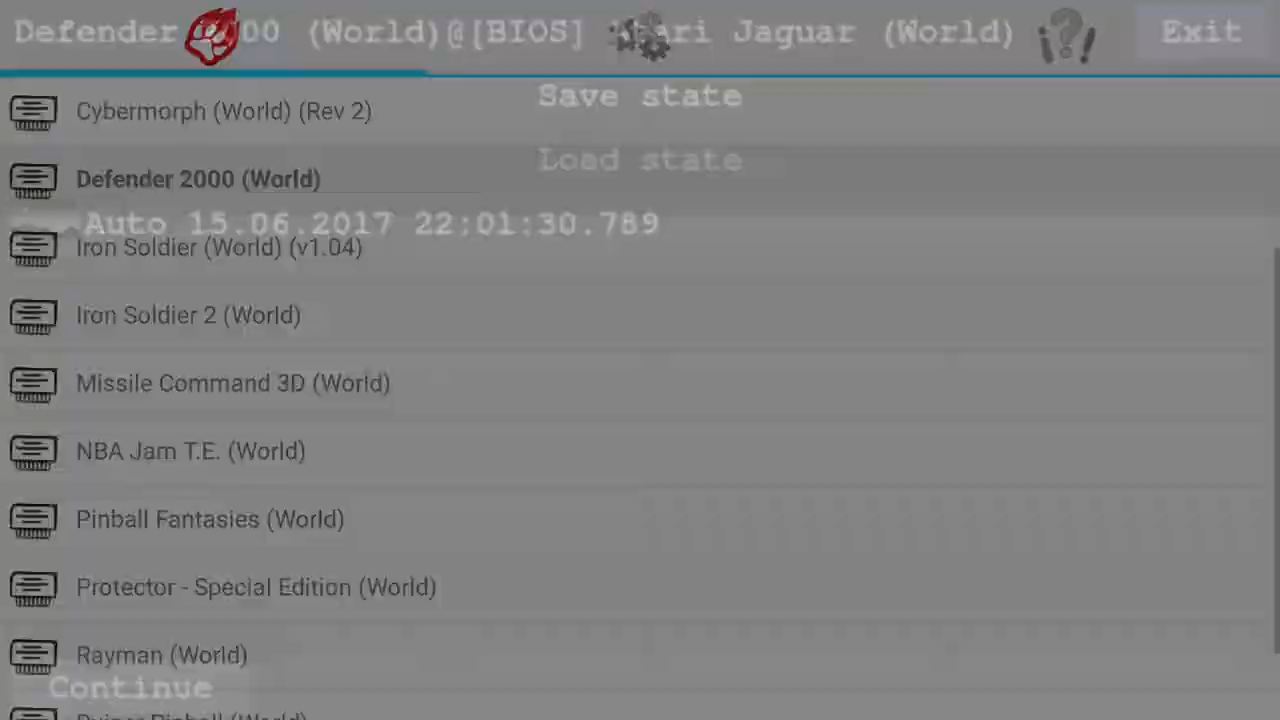 Defender 2000 (World)@[BIOS] Atari Jaguar (World) Exit
Save state
Cybermorph (World) (Rev 2)
Load state
Defender 2000 (World)
Auto 15.06.2017 22:01:30.789
Iron Soldier (World) (v1.04)
Iron Soldier 2 (World)
Missile Command 3D (World)
NBA Jam T.E. (World)
Pinball Fantasies (World)
Protector - Special Edition (World)
Rayman (World)
Continue